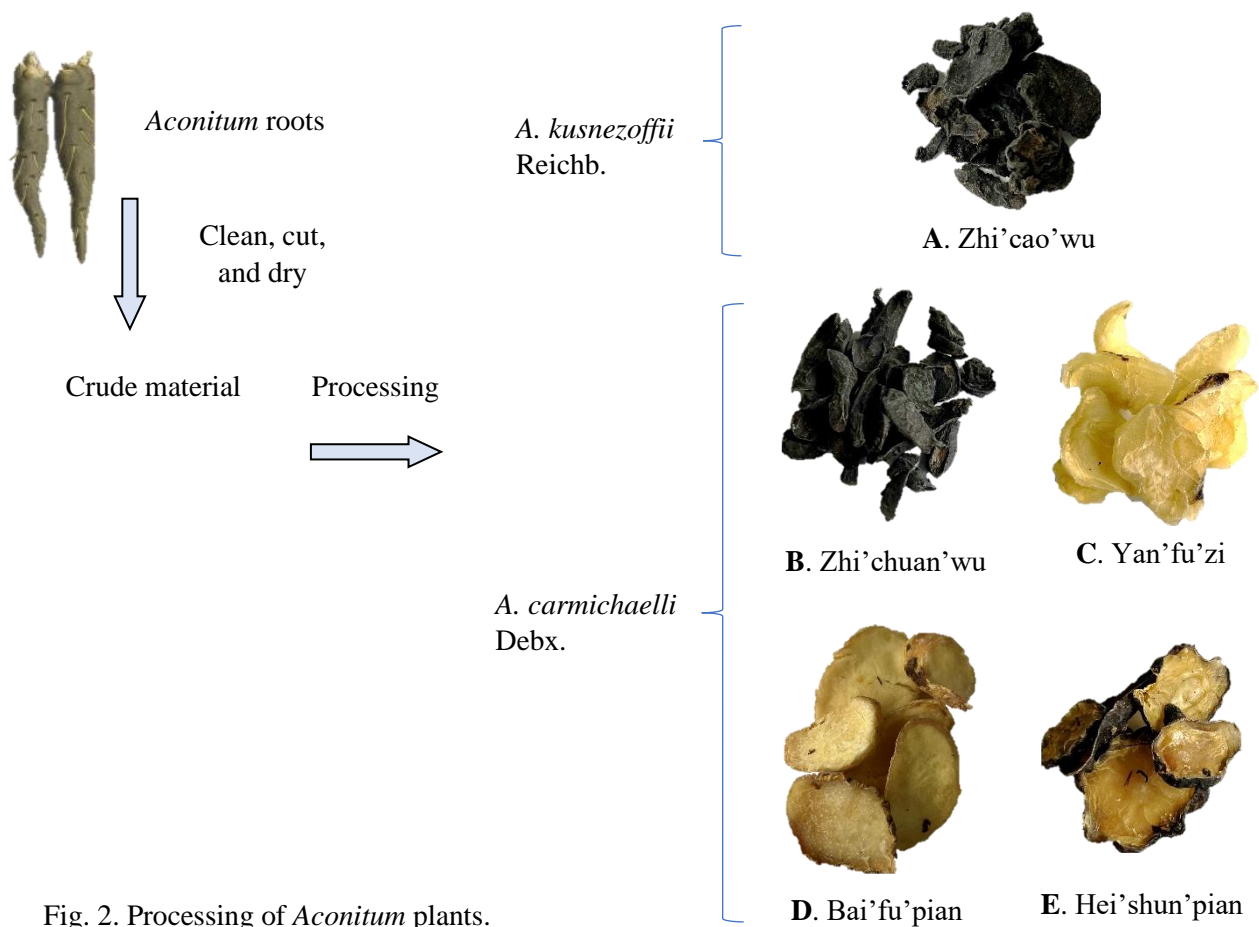 Aconitum roots
Clean, cut,
and dry
Crude material
Processing
A. kusnezoffii
Reichb.
A. Zhi’cao’wu
B. Zhi’chuan’wu
C. Yan’fu’zi
A. carmichaelli
Debx.
D. Bai’fu’pian
E. Hei’shun’pian
Fig. 2. Processing of Aconitum plants.